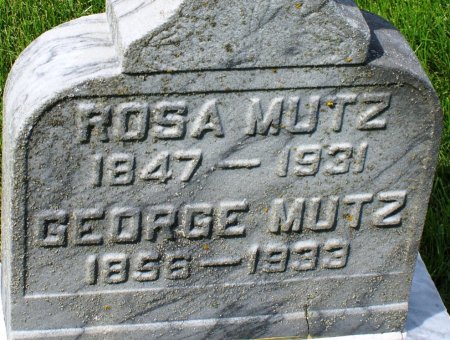 ROSA MUTZ
1847 — 1931
GEORGE MUTZ
1856 — 1933